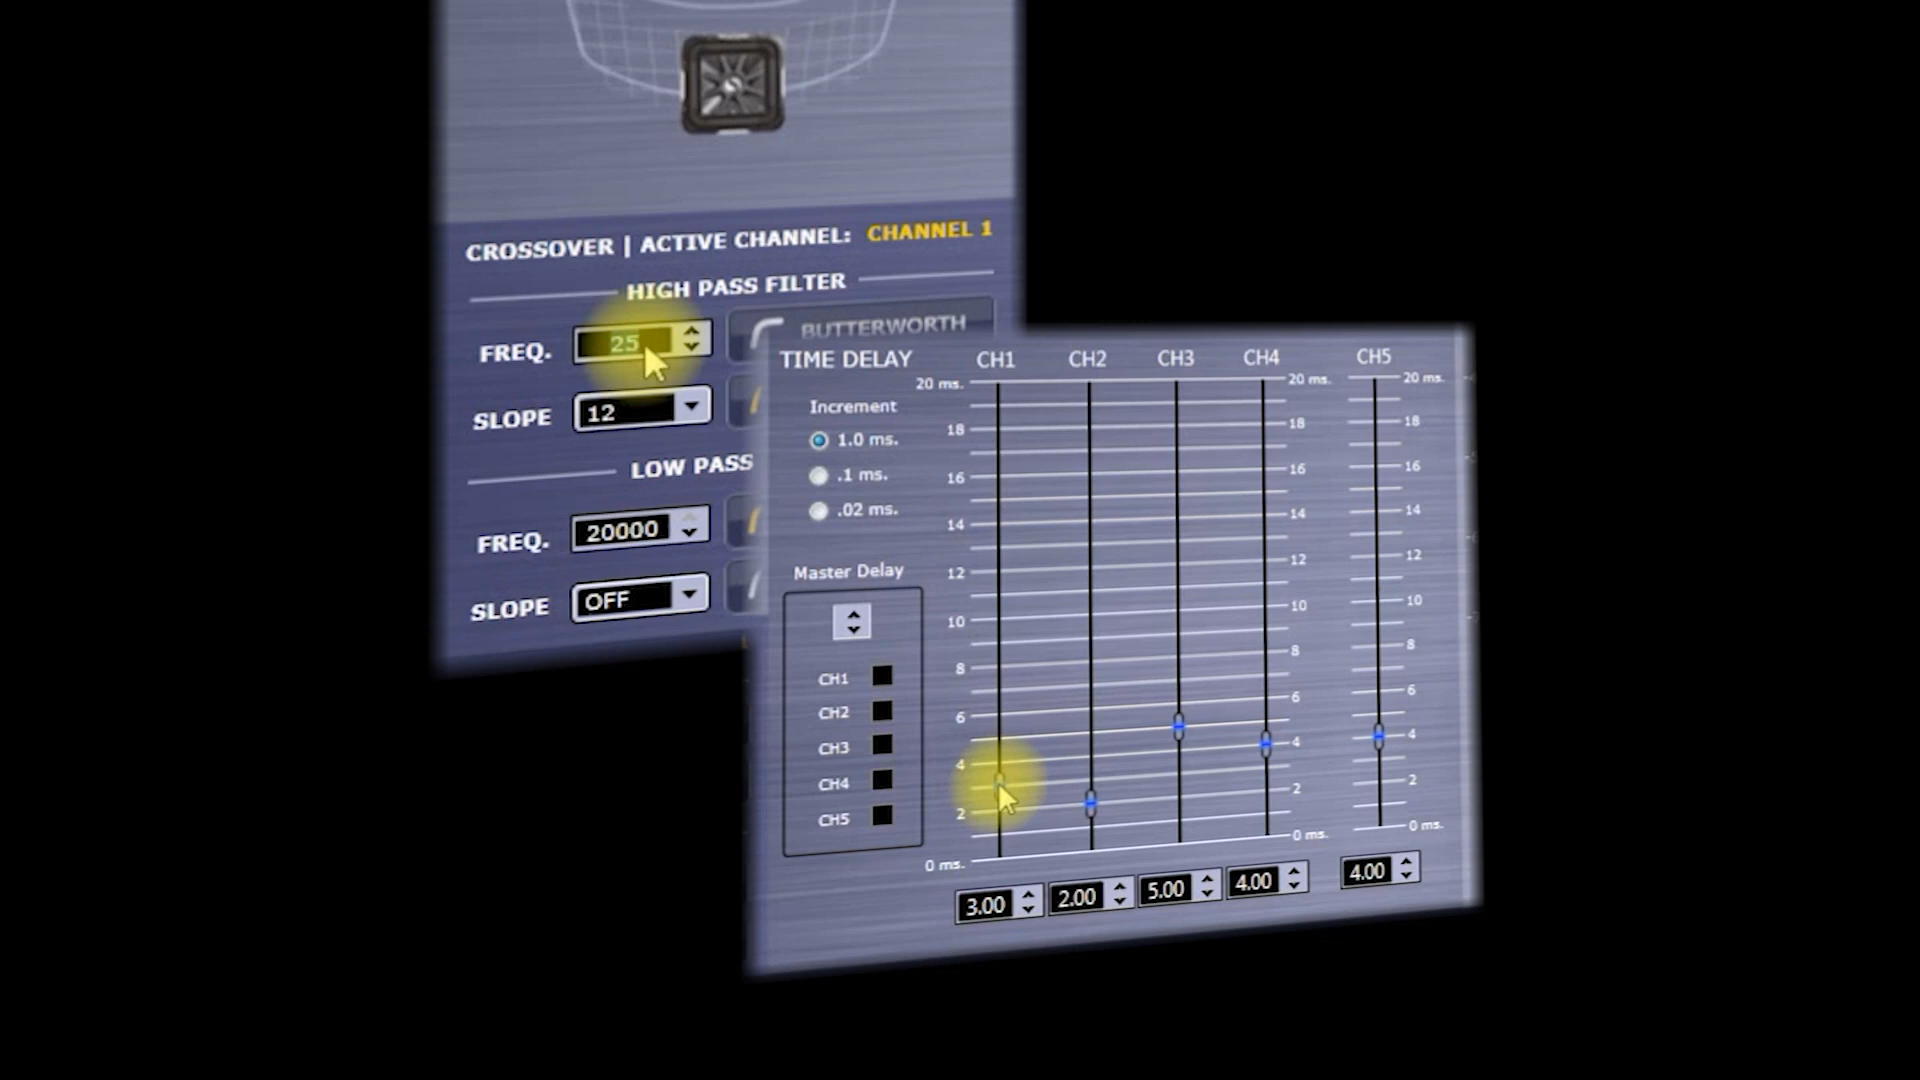 CROSSOVER | ACTIVE CHANNEL: CHANNEL 1
HIGH PASS FILTER
FREQ. 25
BUTTERWORTH
SLOPE 12
LOW PASS
FREQ. 20000
SLOPE OFF
TIME DELAY CH1 CH2 CH3 CH4 CH5
20 ms. 20 ms. 20 ms.
Increment
18 18 18
1.0 ms.
16 16 16
.1 ms.
14 14 14
.02 ms.
12 12 12
Master Delay
10 10 10
8 8 8
CH1
6 6 6
CH2
4 4 4
CH3
2 2 2
CH4
CH5
0 ms. 0 ms. 0 ms.
3.00 2.00 5.00 4.00 4.00